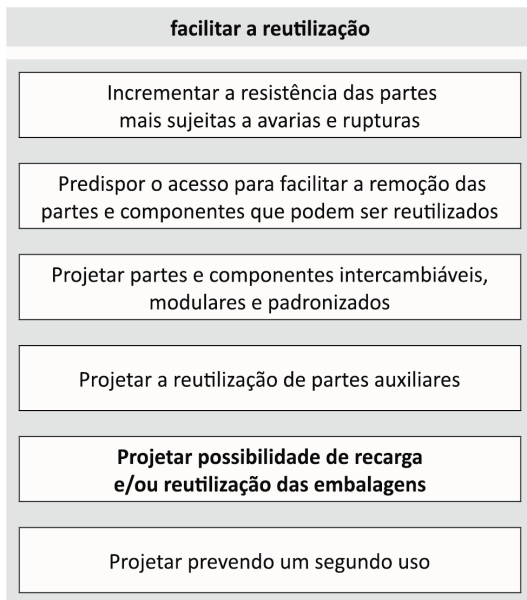 facilitar a reutilização
Incrementar a resistência das partes
mais sujeitas a avarias e rupturas
Predispor o acesso para facilitar a remoção das
partes e componentes que podem ser reutilizados
Projetar partes e componentes intercambiáveis,
modulares e padronizados
Projetar a reutilização de partes auxiliares
Projetar possibilidade de recarga
e/ou reutilização das embalagens
Projetar prevendo um segundo uso